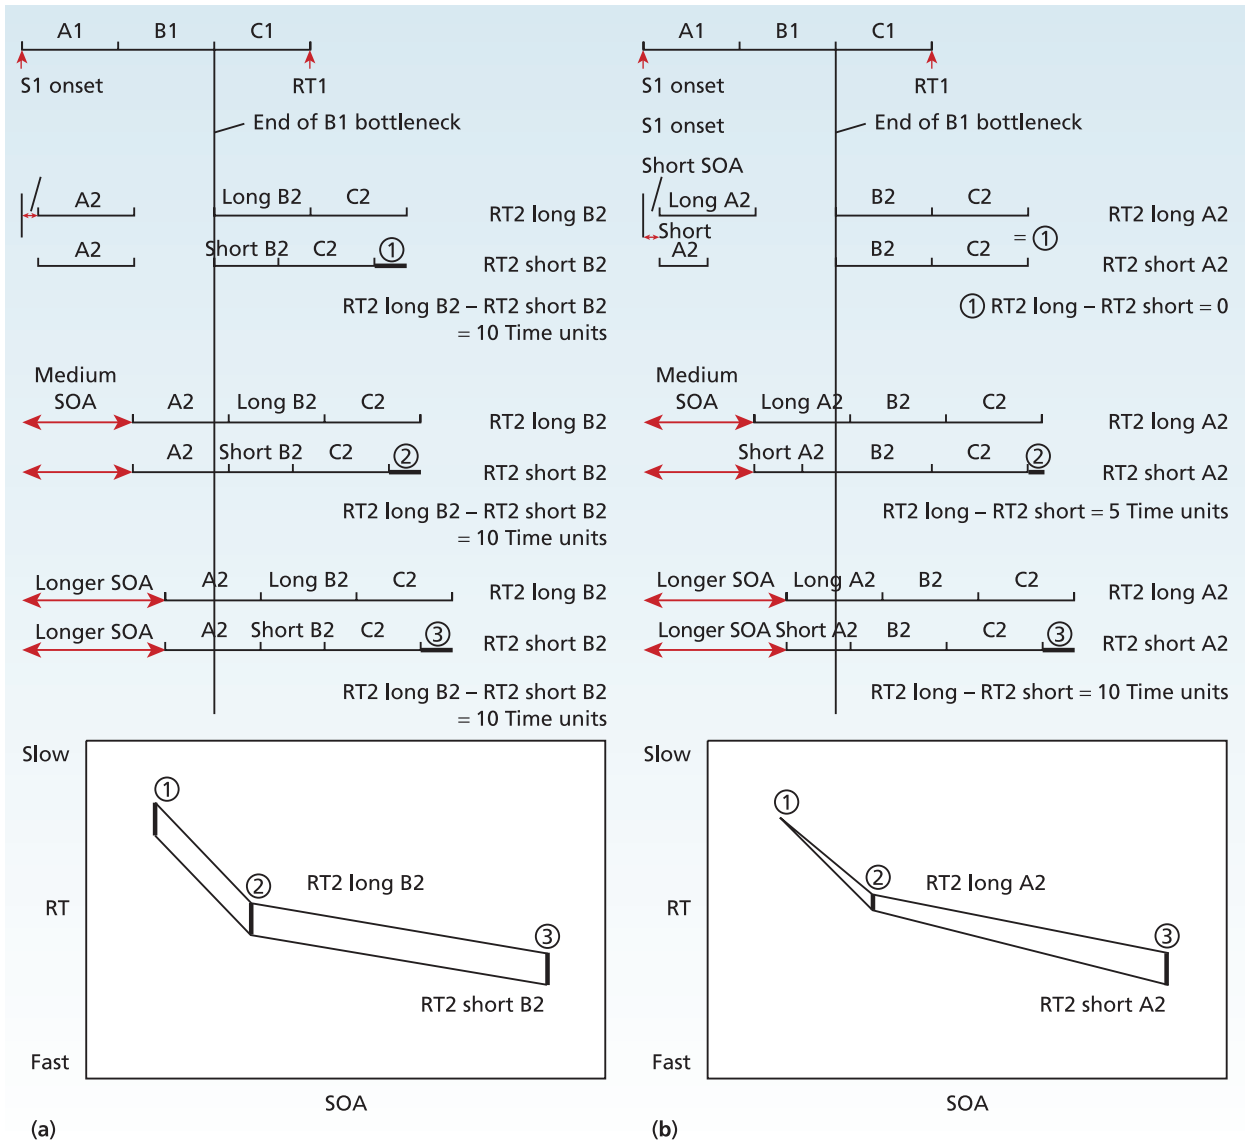 A1 B1 C1
S1 onset RT1
End of B1 bottleneck
A2 Long B2 C2 RT2 long B2
A2 Short B2 C2 ① RT2 short B2
RT2 long B2 – RT2 short B2
= 10 Time units
Medium
SOA A2 Long B2 C2 RT2 long B2
A2 Short B2 C2 ② RT2 short B2
RT2 long B2 – RT2 short B2
= 10 Time units
Longer SOA A2 Long B2 C2 RT2 long B2
Longer SOA A2 Short B2 C2 ③ RT2 short B2
RT2 long B2 – RT2 short B2
= 10 Time units
Slow
①
② RT2 long B2
RT
③
RT2 short B2
Fast
SOA
(a)
A1 B1 C1
S1 onset RT1
S1 onset End of B1 bottleneck
Short SOA
Long A2 B2 C2 RT2 long A2
Short = ①
A2 B2 C2 RT2 short A2
① RT2 long – RT2 short = 0
Medium
SOA Long A2 B2 C2 RT2 long A2
Short A2 B2 C2 ② RT2 short A2
RT2 long – RT2 short = 5 Time units
Longer SOA Long A2 B2 C2 RT2 long A2
Longer SOA Short A2 B2 C2 ③ RT2 short A2
RT2 long – RT2 short = 10 Time units
Slow
①
② RT2 long A2
RT
③
RT2 short A2
Fast
SOA
(b)